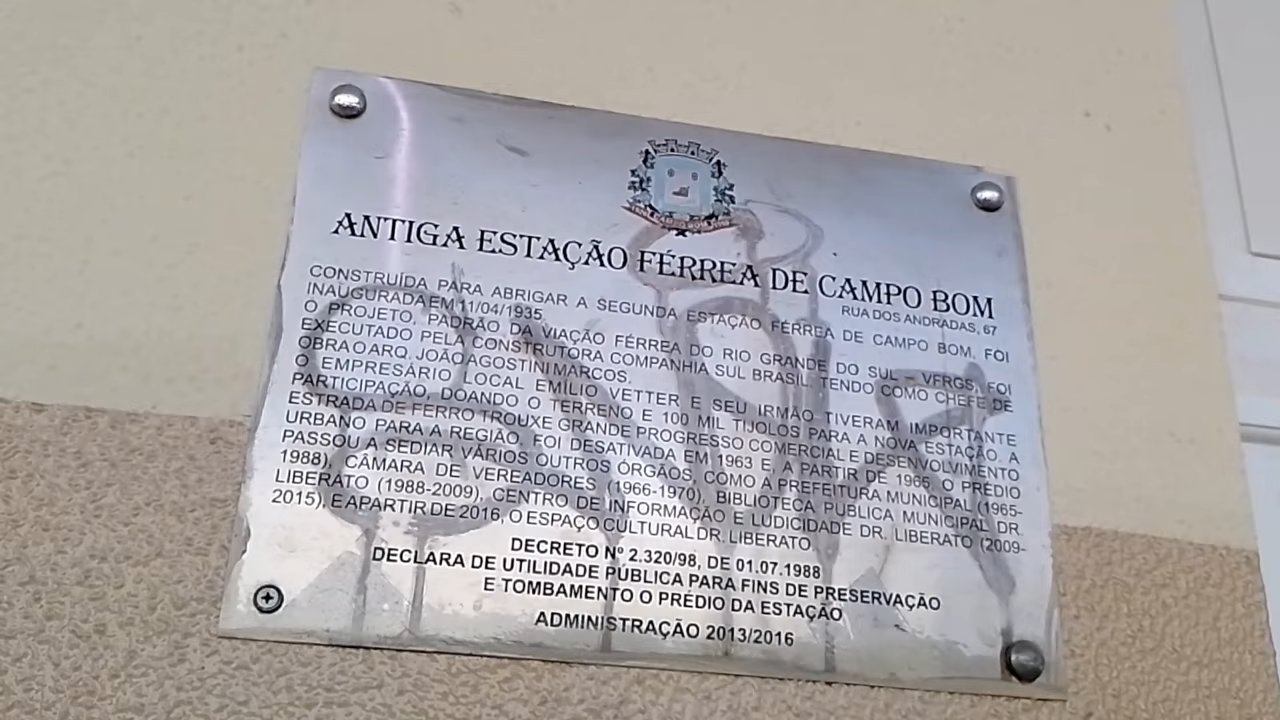 ANTIGA ESTAÇÃO FÉRREA DE CAMPO BOM
RUA DOS ANDRADAS, 67
CONSTRUÍDA PARA ABRIGAR A SEGUNDA ESTAÇÃO FÉRREA DE CAMPO BOM, FOI
INAUGURADA EM 11/04/1935.
O PROJETO, PADRÃO DA VIAÇÃO FÉRREA DO RIO GRANDE DO SUL – VFRGS, FOI
EXECUTADO PELA CONSTRUTORA COMPANHIA SUL BRASIL, TENDO COMO CHEFE DE
OBRA O ARQ. JOÃO AGOSTINI MARCOS.
O EMPRESÁRIO LOCAL EMÍLIO VETTER E SEU IRMÃO TIVERAM IMPORTANTE
PARTICIPAÇÃO, DOANDO O TERRENO E 100 MIL TIJOLOS PARA A NOVA ESTAÇÃO. A
ESTRADA DE FERRO TROUXE GRANDE PROGRESSO COMERCIAL E DESENVOLVIMENTO
URBANO PARA A REGIÃO, FOI DESATIVADA EM 1963 E, A PARTIR DE 1965, O PRÉDIO
PASSOU A SEDIAR VÁRIOS OUTROS ÓRGÃOS, COMO A PREFEITURA MUNICIPAL (1965-
1988), CÂMARA DE VEREADORES (1966-1970), BIBLIOTECA PÚBLICA MUNICIPAL DR.
LIBERATO (1988-2009), CENTRO DE INFORMAÇÃO E LUDICIDADE DR. LIBERATO (2009-
2015), E A PARTIR DE 2016, O ESPAÇO CULTURAL DR. LIBERATO.
DECRETO Nº 2.320/98, DE 01.07.1988
DECLARA DE UTILIDADE PÚBLICA PARA FINS DE PRESERVAÇÃO
E TOMBAMENTO O PRÉDIO DA ESTAÇÃO
ADMINISTRAÇÃO 2013/2016